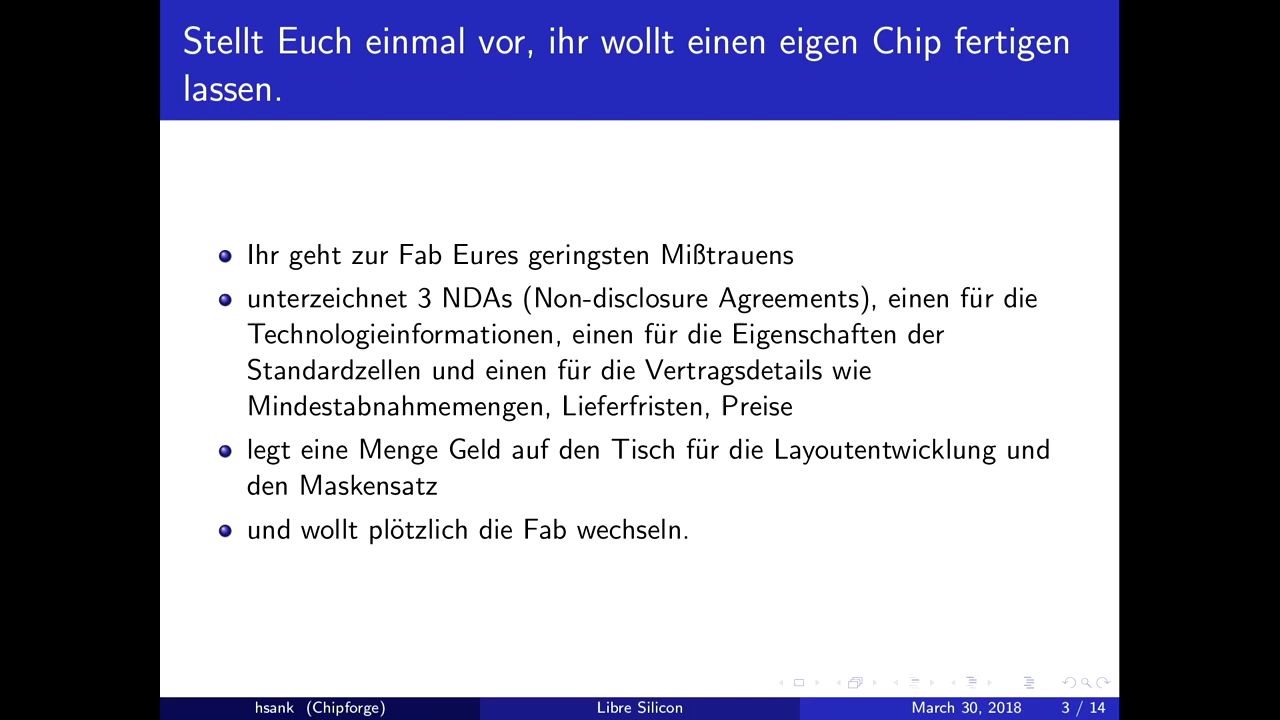 Stellt Euch einmal vor, ihr wollt einen eigen Chip fertigen
lassen.
Ihr geht zur Fab Eures geringsten Mißtrauens
unterzeichnet 3 NDAs (Non-disclosure Agreements), einen für die
Technologieinformationen, einen für die Eigenschaften der
Standardzellen und einen für die Vertragsdetails wie
Mindestabnahmemengen, Lieferfristen, Preise
legt eine Menge Geld auf den Tisch für die Layoutentwicklung und
den Maskensatz
und wollt plötzlich die Fab wechseln.
hsank (Chipforge) Libre Silicon March 30, 2018 3 / 14